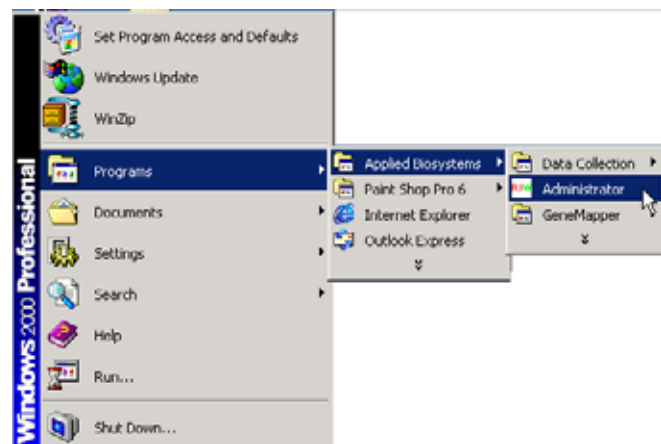 Set Program Access and Defaults
Windows Update
WinZip
Programs
Documents
Settings
Search
Help
Run...
Shut Down...
Applied Biosystems
Paint Shop Pro 6
Internet Explorer
Outlook Express
Data Collection
Administrator
GeneMapper
Windows 2000 Professional